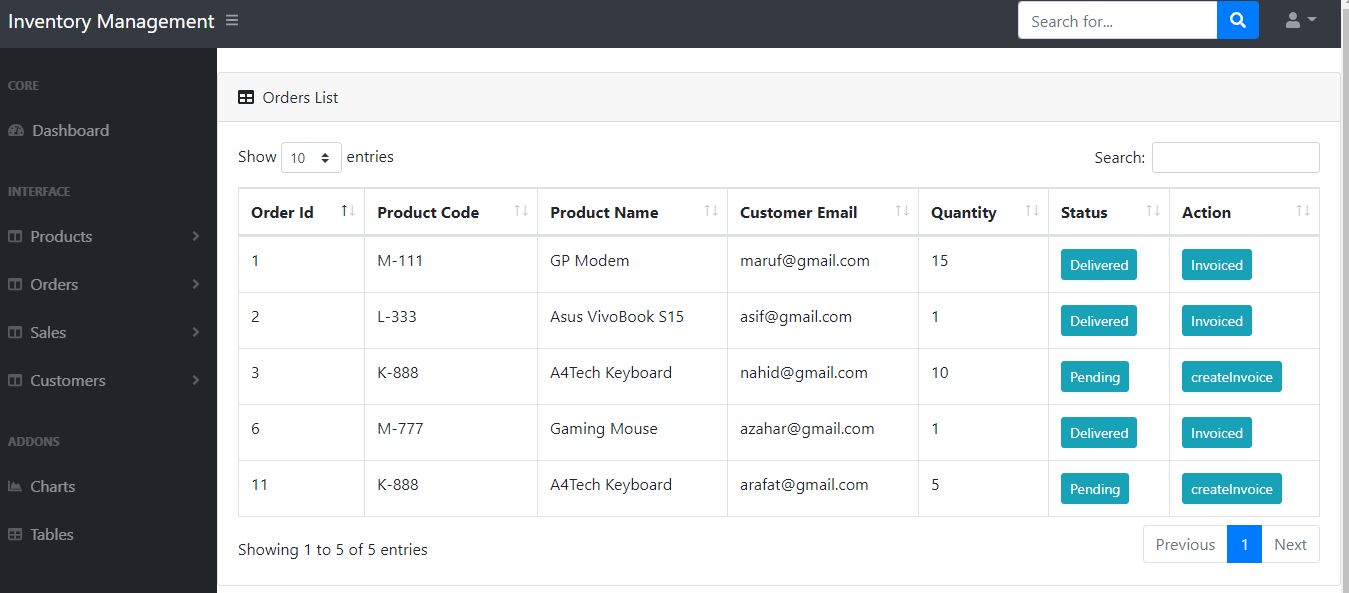 Inventory Management
Search for...
CORE
Dashboard
INTERFACE
Products
Orders
Sales
Customers
ADDONS
Charts
Tables
Orders List
Show 10 entries Search:
Order Id Product Code Product Name Customer Email Quantity Status Action
1 M-111 GP Modem maruf@gmail.com 15 Delivered Invoiced
2 L-333 Asus VivoBook S15 asif@gmail.com 1 Delivered Invoiced
3 K-888 A4Tech Keyboard nahid@gmail.com 10 Pending createInvoice
6 M-777 Gaming Mouse azahar@gmail.com 1 Delivered Invoiced
11 K-888 A4Tech Keyboard arafat@gmail.com 5 Pending createInvoice
Showing 1 to 5 of 5 entries Previous 1 Next